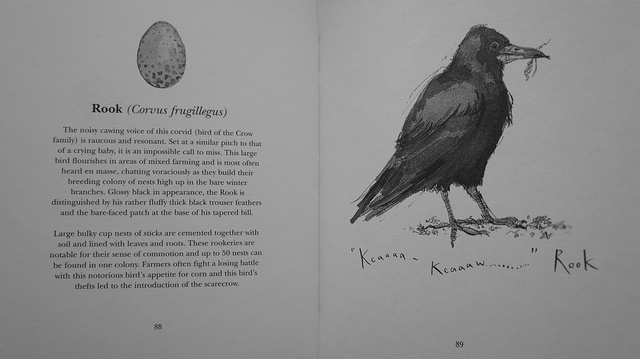 Rook (Corvus frugillegus)
The noisy cawing voice of this corvid (bird of the Crow
family) is raucous and resonant. Set at a similar pitch to that
of a crying baby, it is an impossible call to miss. This large
bird flourishes in areas of mixed farming and is most often
heard en masse, chatting voraciously as they build their
breeding colony of nests high up in the bare winter
branches. Glossy black in appearance, the Rook is
distinguished by his rather fluffy thick black trouser feathers
and the bare-faced patch at the base of his tapered bill.
Large bulky cup nests of sticks are cemented together with
soil and lined with leaves and roots. These rookeries are
notable for their sense of commotion and up to 50 nests can
be found in one colony. Farmers often fight a losing battle
with this notorious bird's appetite for corn and this bird's
thefts led to the introduction of the scarecrow.
88
"Kcaaaa - Kcaaaw..........." Rook
89